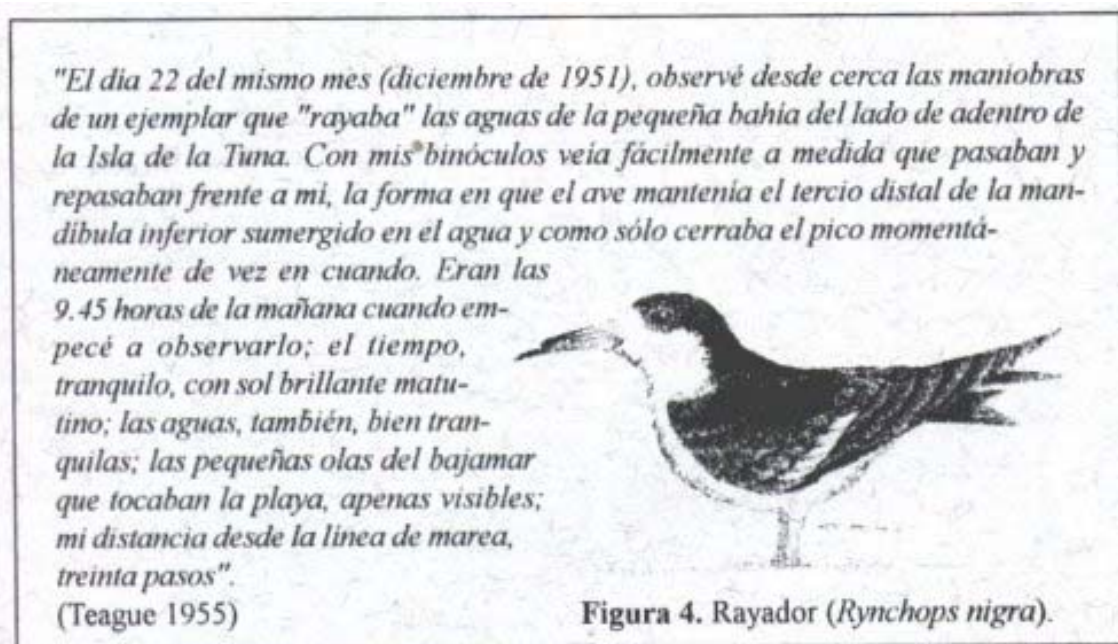 "El día 22 del mismo mes (diciembre de 1951), observé desde cerca las maniobras
de un ejemplar que "rayaba" las aguas de la pequeña bahía del lado de adentro de
la Isla de la Tuna. Con mis binóculos veía fácilmente a medida que pasaban y
repasaban frente a mi, la forma en que el ave mantenía el tercio distal de la man-
díbula inferior sumergido en el agua y como sólo cerraba el pico momentá-
neamente de vez en cuando. Eran las
9.45 horas de la mañana cuando em-
pecé a observarlo; el tiempo,
tranquilo, con sol brillante matu-
tino; las aguas, también, bien tran-
quilas; las pequeñas olas del bajamar
que tocaban la playa, apenas visibles;
mi distancia desde la línea de marea,
treinta pasos".
(Teague 1955)
Figura 4. Rayador (Rynchops nigra).